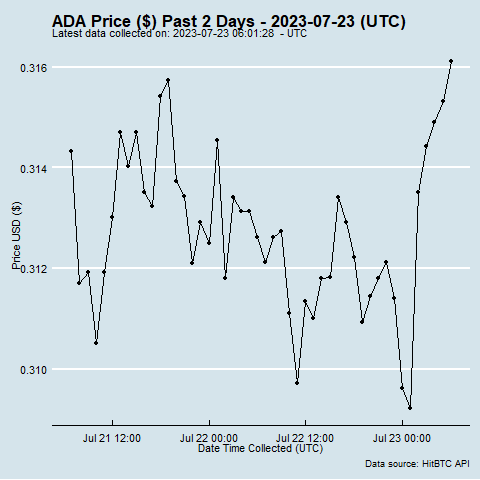 ADA Price ($) Past 2 Days - 2023-07-23 (UTC)
Latest data collected on: 2023-07-23 06:01:28  - UTC
0.316
0.314
0.312
0.310
Price USD ($)
Jul 21 12:00
Jul 22 00:00
Jul 22 12:00
Jul 23 00:00
Date Time Collected (UTC)
Data source: HitBTC API